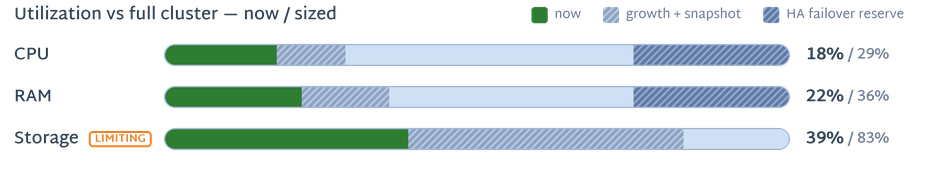 Utilization vs full cluster — now / sized
now growth + snapshot HA failover reserve
CPU 18% / 29%
RAM 22% / 36%
Storage LIMITING 39% / 83%